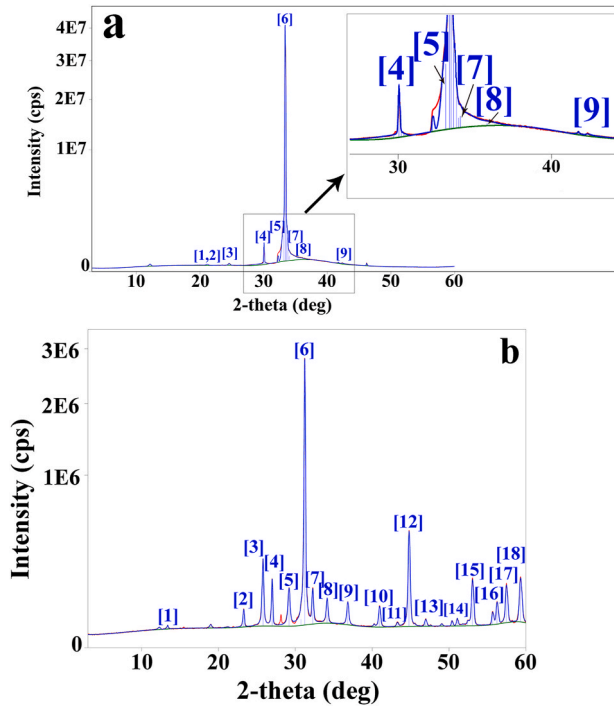 a
4E7
3E7
2E7
1E7
0
Intensity (cps)
[6]
[1,2]
[3]
[4]
[5]
[7]
[8]
[9]
10 20 30 40 50 60
2-theta (deg)
[4]
[5]
[7]
[8]
[9]
30 40
b
3E6
2E6
1E6
0
Intensity (cps)
[1]
[2]
[3]
[4]
[5]
[6]
[7]
[8]
[9]
[10]
[11]
[12]
[13]
[14]
[15]
[16]
[17]
[18]
10 20 30 40 50 60
2-theta (deg)